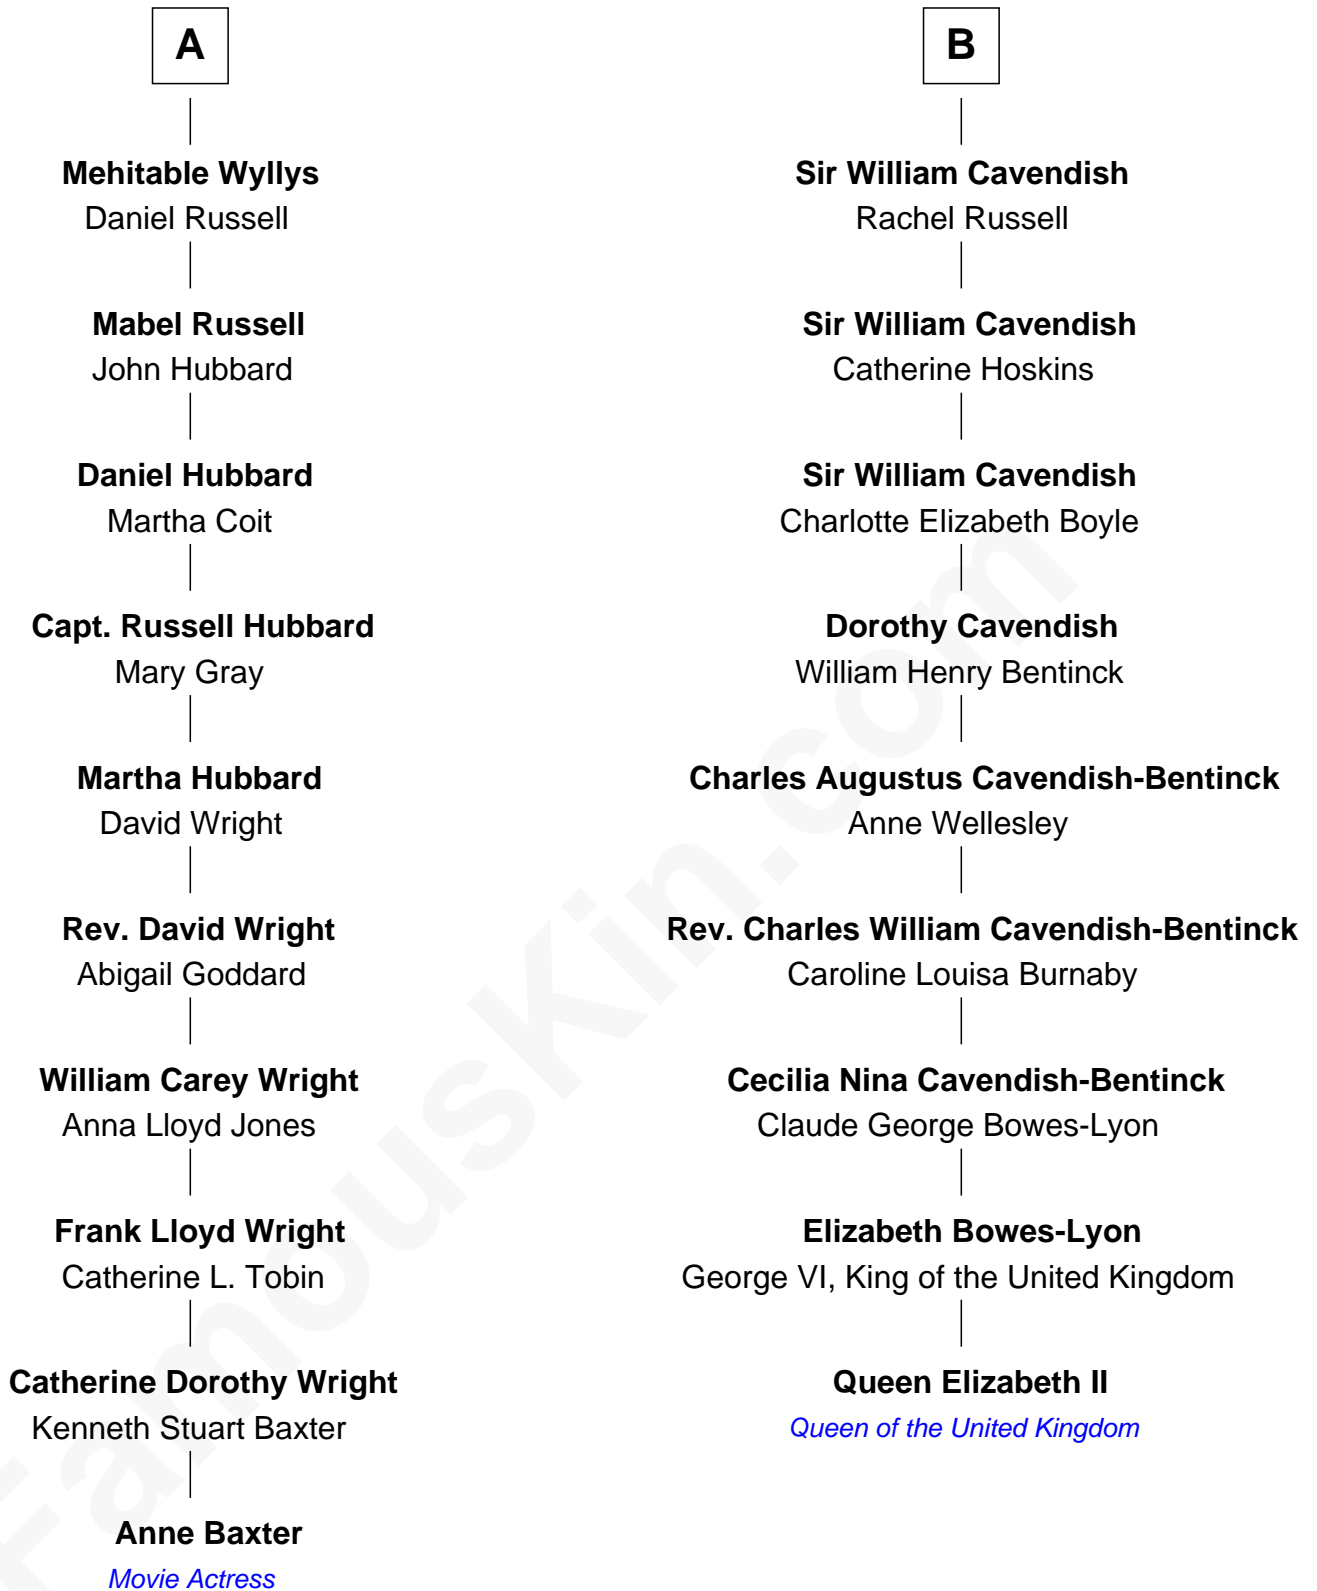 A
Mehitable Wyllys
Daniel Russell
Mabel Russell
John Hubbard
Daniel Hubbard
Martha Coit
Capt. Russell Hubbard
Mary Gray
Martha Hubbard
David Wright
Rev. David Wright
Abigail Goddard
William Carey Wright
Anna Lloyd Jones
Frank Lloyd Wright
Catherine L. Tobin
Catherine Dorothy Wright
Kenneth Stuart Baxter
Anne Baxter
Movie Actress
B
Sir William Cavendish
Rachel Russell
Sir William Cavendish
Catherine Hoskins
Sir William Cavendish
Charlotte Elizabeth Boyle
Dorothy Cavendish
William Henry Bentinck
Charles Augustus Cavendish-Bentinck
Anne Wellesley
Rev. Charles William Cavendish-Bentinck
Caroline Louisa Burnaby
Cecilia Nina Cavendish-Bentinck
Claude George Bowes-Lyon
Elizabeth Bowes-Lyon
George VI, King of the United Kingdom
Queen Elizabeth II
Queen of the United Kingdom
FamousKin.com